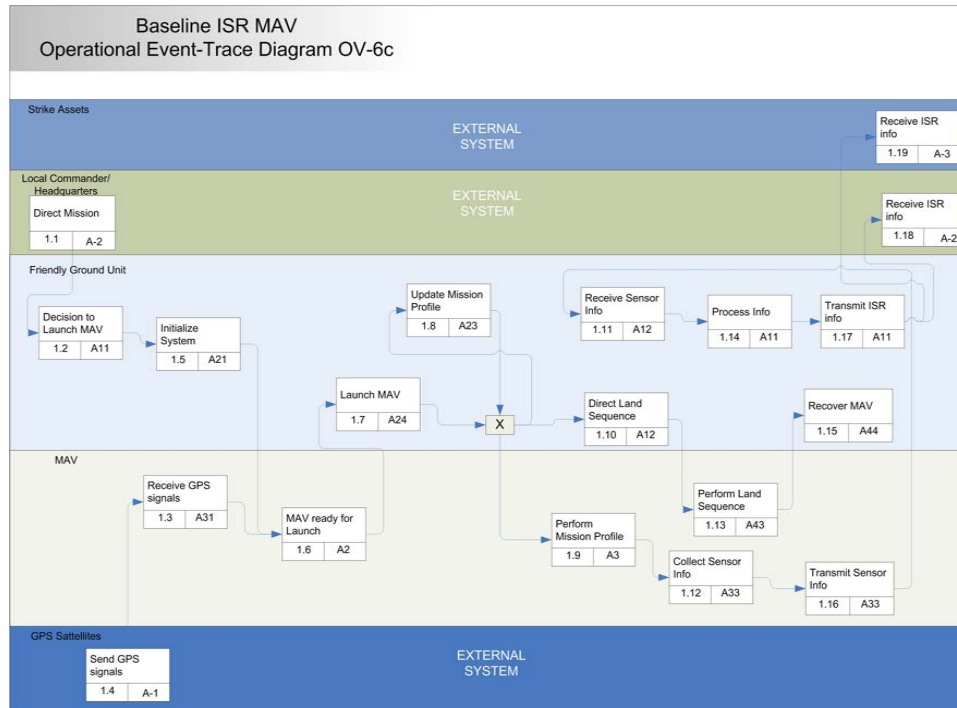 Baseline ISR MAV
Operational Event-Trace Diagram OV-6c
Strike Assets
EXTERNAL
SYSTEM
Receive ISR
info
1.19 A-3
Local Commander/
Headquarters
Direct Mission
1.1 A-2
EXTERNAL
SYSTEM
Receive ISR
info
1.18 A-2
Friendly Ground Unit
Decision to
Launch MAV
1.2 A11
Initialize
System
1.5 A21
Update Mission
Profile
1.8 A23
Receive Sensor
Info
1.11 A12
Process Info
1.14 A11
Transmit ISR
info
1.17 A11
Launch MAV
1.7 A24
X
Direct Land
Sequence
1.10 A12
Recover MAV
1.15 A44
MAV
Receive GPS
signals
1.3 A31
MAV ready for
Launch
1.6 A2
Perform
Mission Profile
1.9 A3
Perform Land
Sequence
1.13 A43
Collect Sensor
Info
1.12 A33
Transmit Sensor
Info
1.16 A33
GPS Sattellites
Send GPS
signals
1.4 A-1
EXTERNAL
SYSTEM